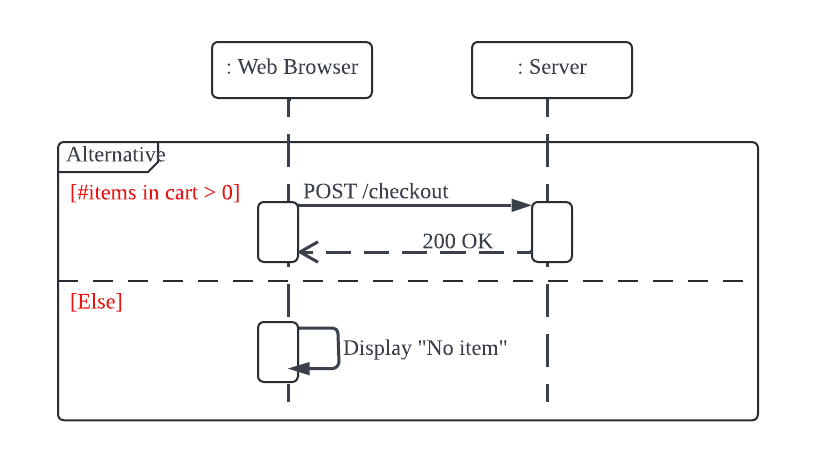 : Web Browser
: Server
Alternative
[#items in cart > 0]
POST /checkout
200 OK
[Else]
Display "No item"